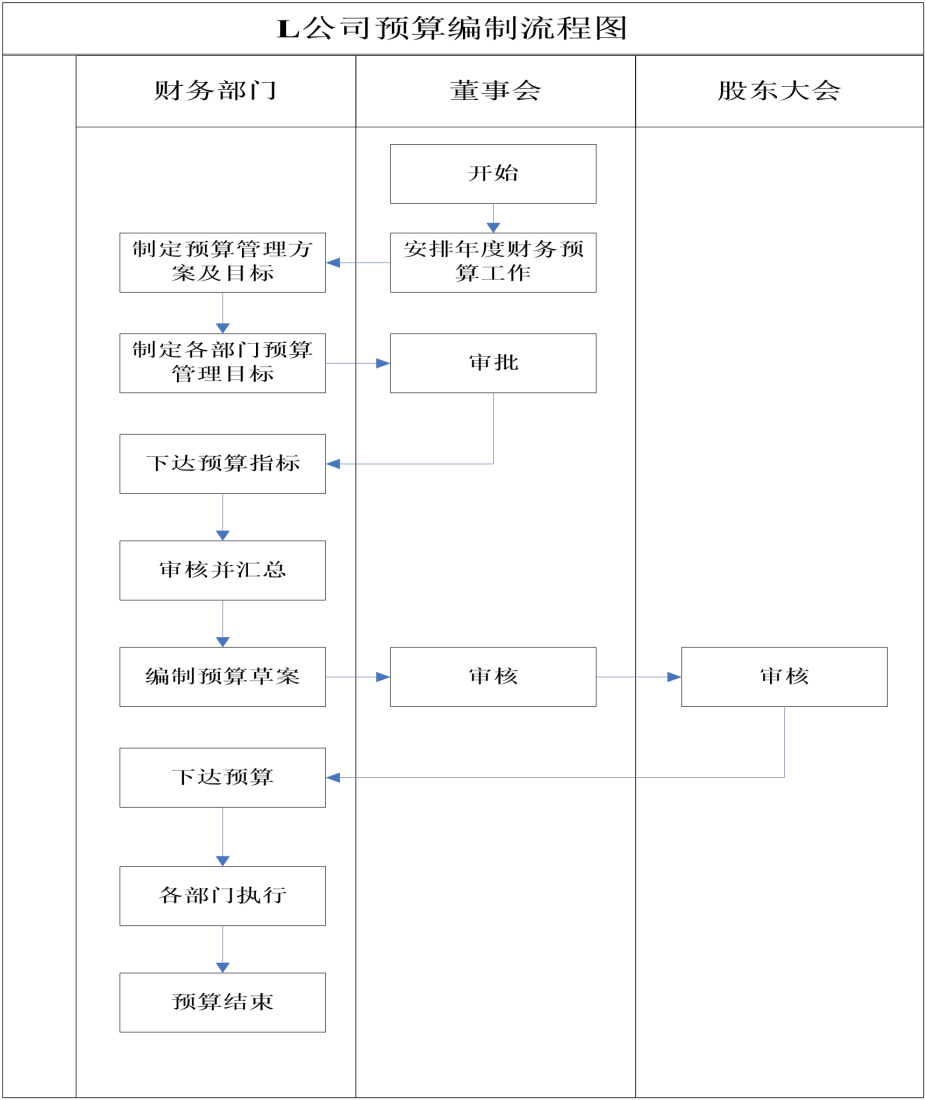 L公司预算编制流程图
财务部门
董事会
股东大会
开始
制定预算管理方
案及目标
安排年度财务预
算工作
制定各部门预算
管理目标
审批
下达预算指标
审核并汇总
编制预算草案
审核
审核
下达预算
各部门执行
预算结束